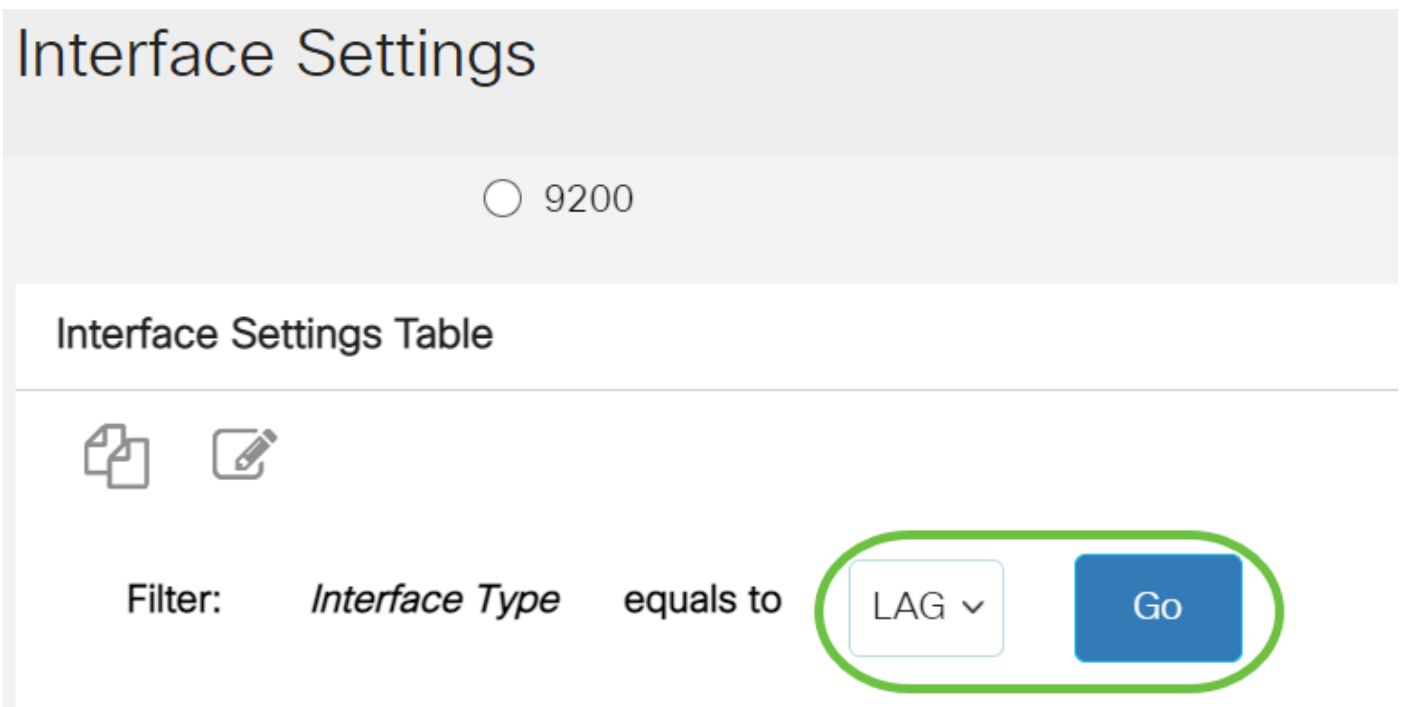 Interface Settings
9200
Interface Settings Table
Filter: Interface Type equals to LAG Go